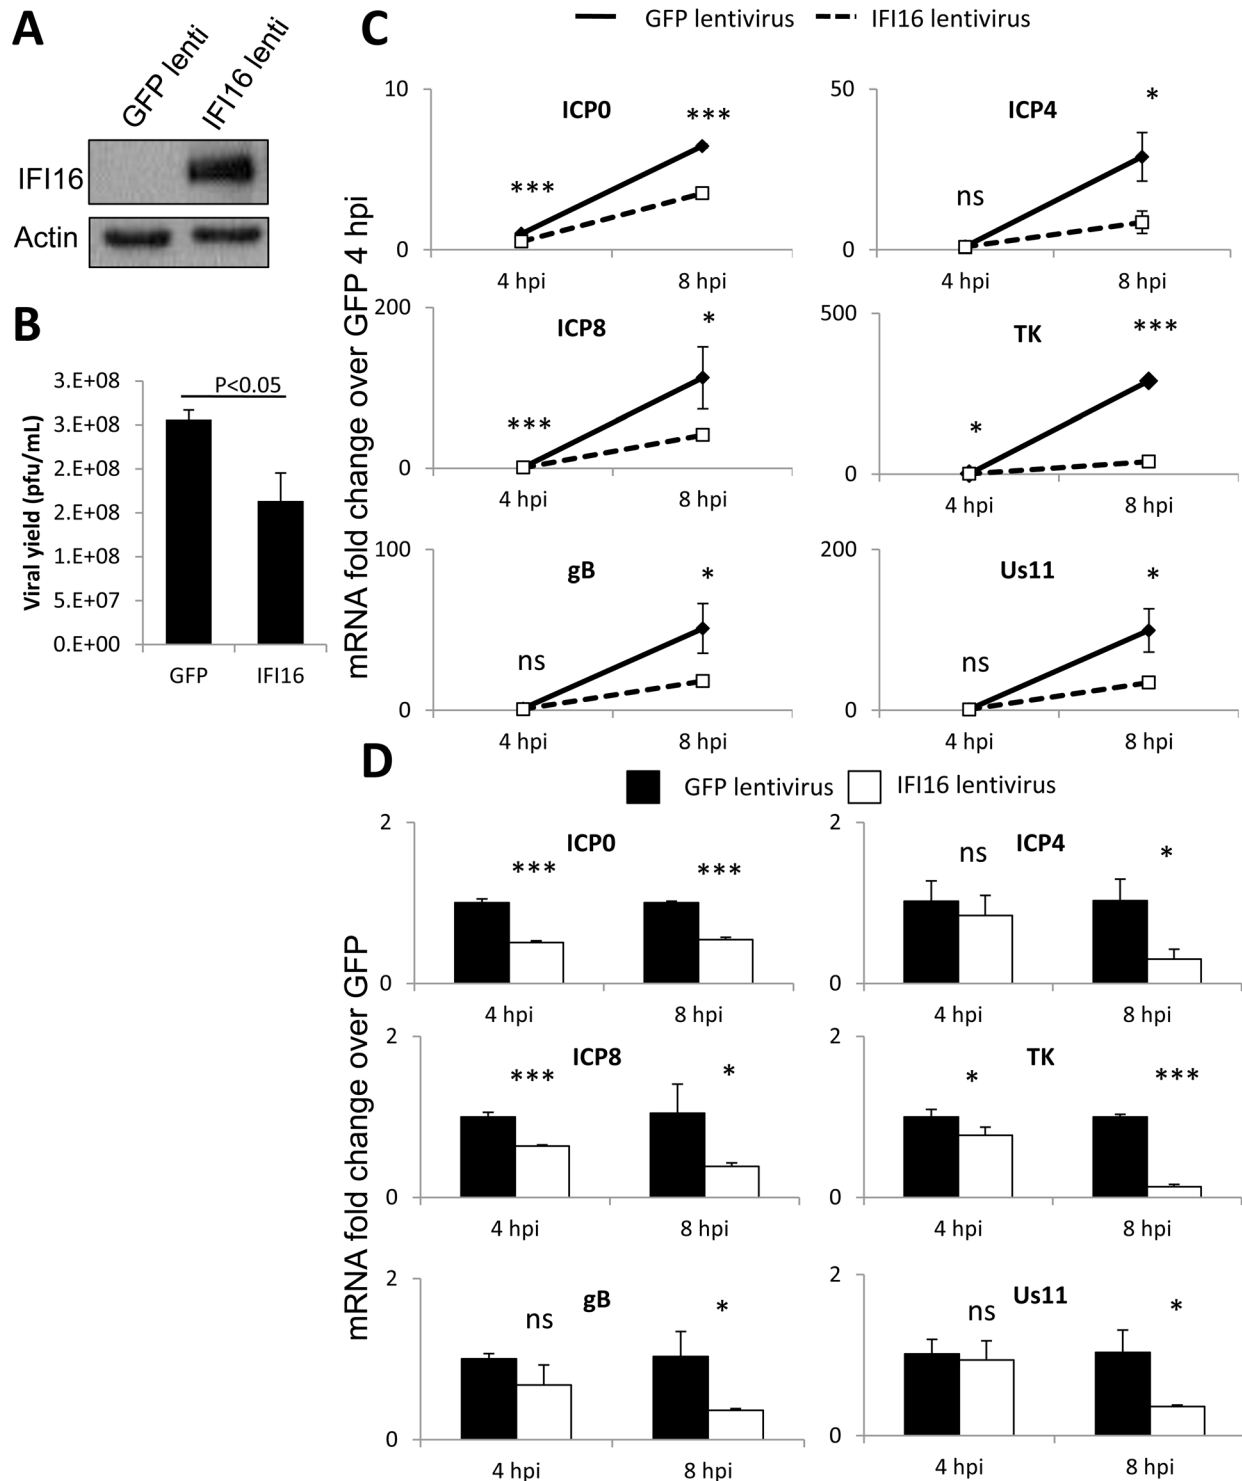 A
GFP lenti
IFI16 lenti
IFI16
Actin
B
P<0.05
Viral yield (pfu/mL)
3.E+08
3.E+08
2.E+08
2.E+08
1.E+08
5.E+07
0.E+00
GFP IFI16
C
GFP lentivirus IFI16 lentivirus
mRNA fold change over GFP 4 hpi
10
ICP0
***
***
0
4 hpi 8 hpi
50
ICP4
*
ns
0
4 hpi 8 hpi
200
ICP8
*
***
0
4 hpi 8 hpi
500
TK
***
*
0
4 hpi 8 hpi
100
gB
*
ns
0
4 hpi 8 hpi
200
Us11
*
ns
0
4 hpi 8 hpi
D
GFP lentivirus IFI16 lentivirus
mRNA fold change over GFP
2
ICP0
*** ***
0
4 hpi 8 hpi
2
ICP4
ns *
0
4 hpi 8 hpi
2
ICP8
*** *
0
4 hpi 8 hpi
2
TK
* ***
0
4 hpi 8 hpi
2
gB
ns *
0
4 hpi 8 hpi
2
Us11
ns *
0
4 hpi 8 hpi